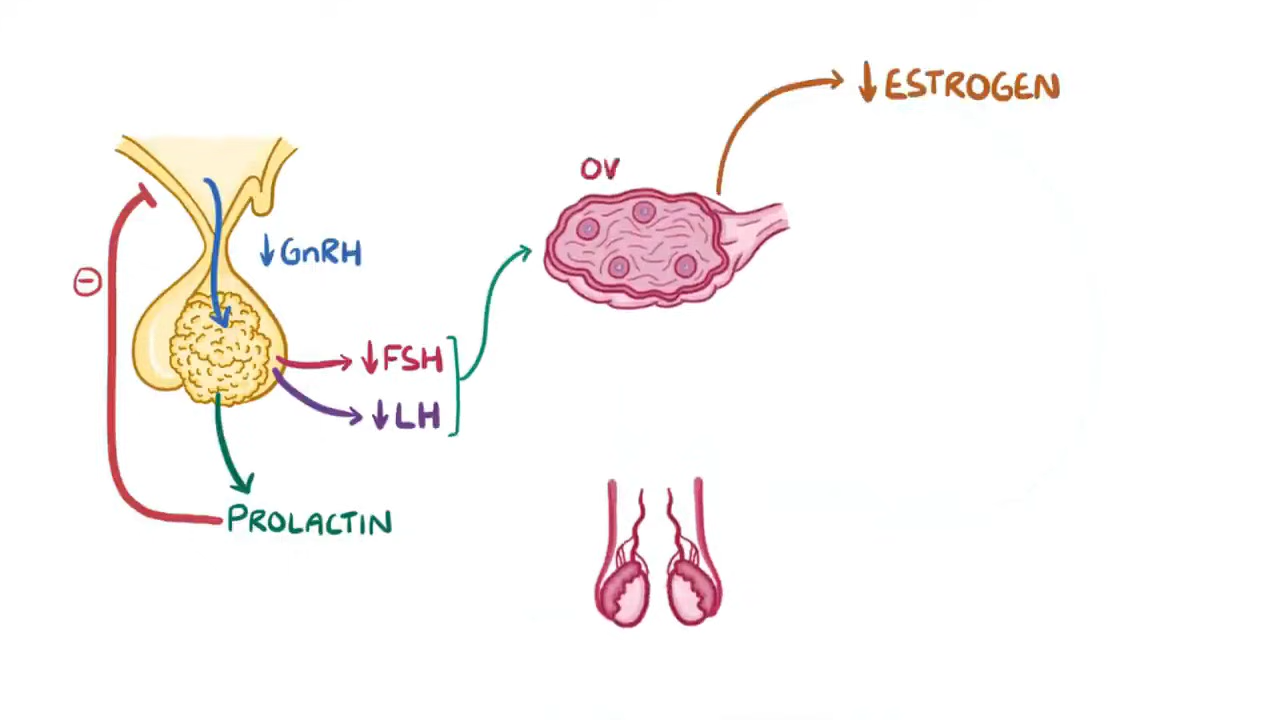 ↓ESTROGEN
OV
↓GnRH
⊖
↓FSH
↓LH
PROLACTIN